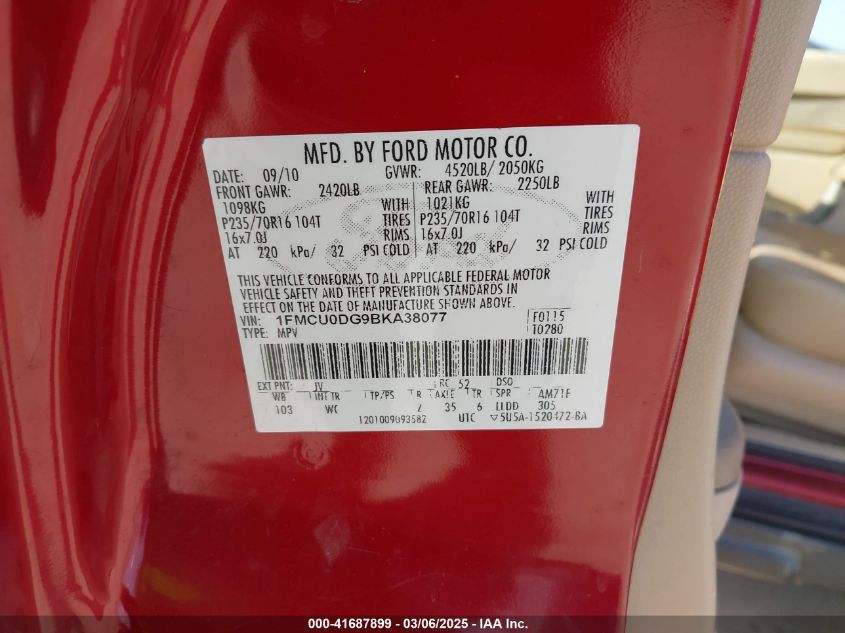 MFD. BY FORD MOTOR CO.
DATE: 09/10 GVWR: 4520LB/ 2050KG
FRONT GAWR: 2420LB REAR GAWR: 2250LB
1098KG WITH 1021KG WITH
P235/70R16 104T TIRES P235/70R16 104T TIRES
16x7.0J RIMS 16x7.0J RIMS
AT 220 kPa/ 32 PSI COLD AT 220 kPa/ 32 PSI COLD
THIS VEHICLE CONFORMS TO ALL APPLICABLE FEDERAL MOTOR
VEHICLE SAFETY AND THEFT PREVENTION STANDARDS IN
EFFECT ON THE DATE OF MANUFACTURE SHOWN ABOVE.
VIN: 1FMCU0DG9BKA38077 F0115
TYPE: MPV T0280
EXT PNT: JV RC: 52 DSO:
WB INT TR TP/PS R AXLE TR SPR AM71F
103 WC 35 6 305
1201009093582 UTC ▽5U5A-1520472-BA
000-41687899 — 03/06/2025 — IAA Inc.